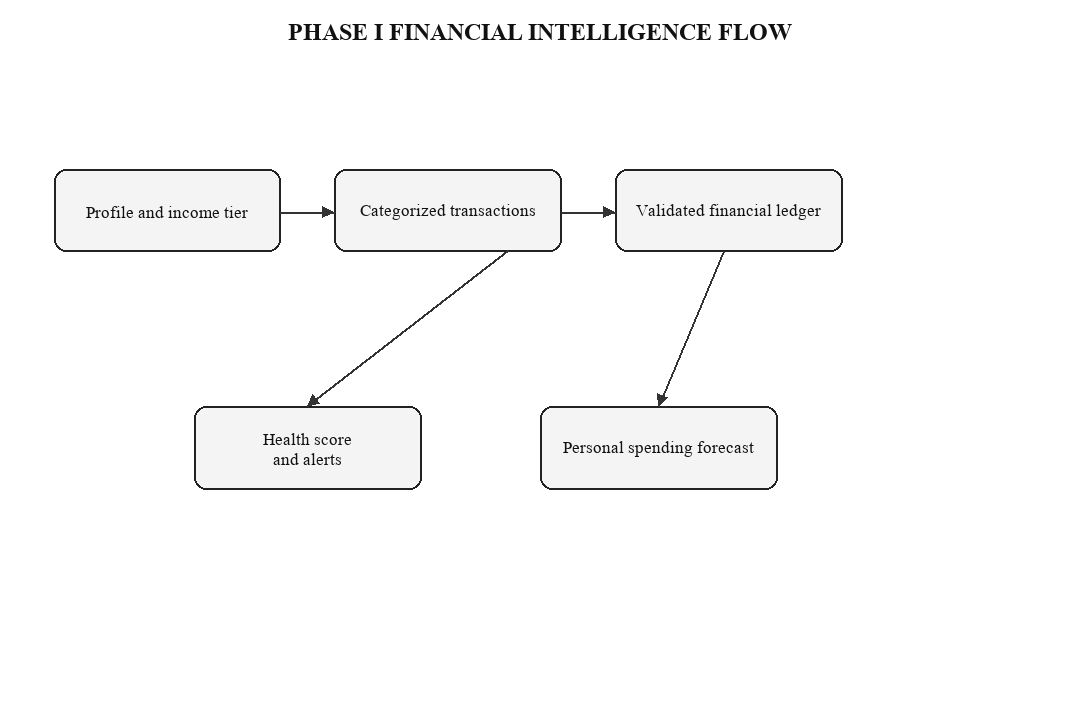 PHASE I FINANCIAL INTELLIGENCE FLOW
Profile and income tier
Categorized transactions
Validated financial ledger
Health score
and alerts
Personal spending forecast